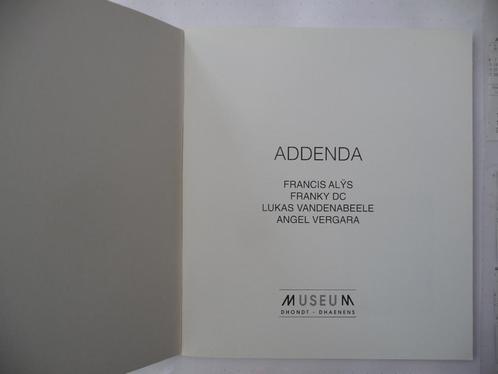 ADDENDA
FRANCIS ALŸS
FRANKY DC
LUKAS VANDENABEELE
ANGEL VERGARA
MUSEUM
DHONDT - DHAENENS